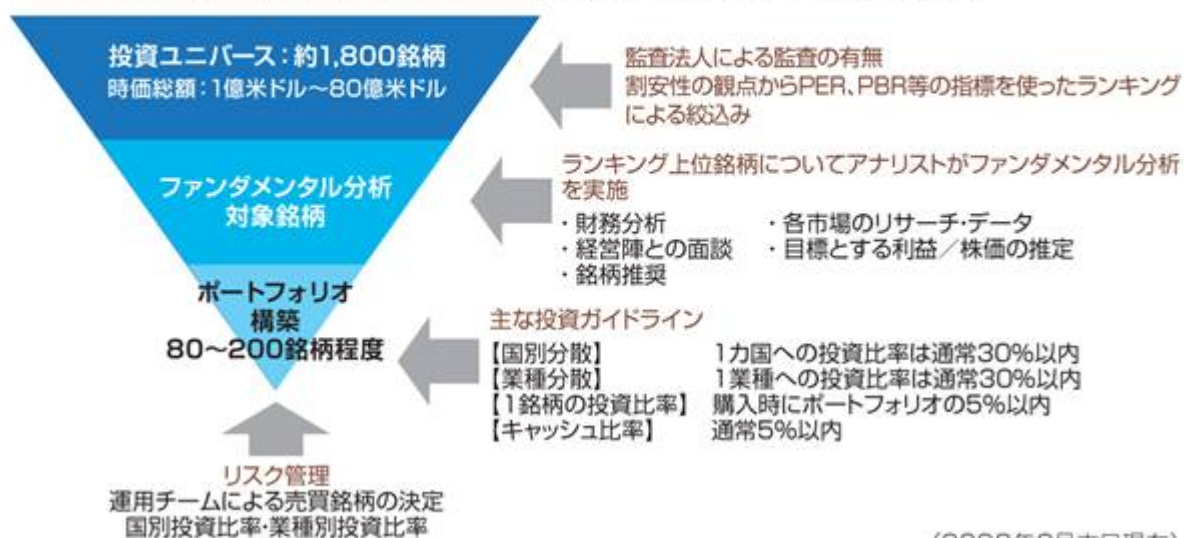 投資ユニバース：約1,800銘柄
時価総額：1億米ドル～80億米ドル
監査法人による監査の有無
割安性の観点からPER、PBR等の指標を使ったランキング
による絞込み
ファンダメンタル分析
対象銘柄
ランキング上位銘柄についてアナリストがファンダメンタル分析
を実施
・財務分析 ・各市場のリサーチ・データ
・経営陣との面談 ・目標とする利益／株価の推定
・銘柄推奨
ポートフォリオ
構築
80～200銘柄程度
主な投資ガイドライン
【国別分散】 1カ国への投資比率は通常30%以内
【業種分散】 1業種への投資比率は通常30%以内
【1銘柄の投資比率】 購入時にポートフォリオの5%以内
【キャッシュ比率】 通常5%以内
リスク管理
運用チームによる売買銘柄の決定
国別投資比率・業種別投資比率